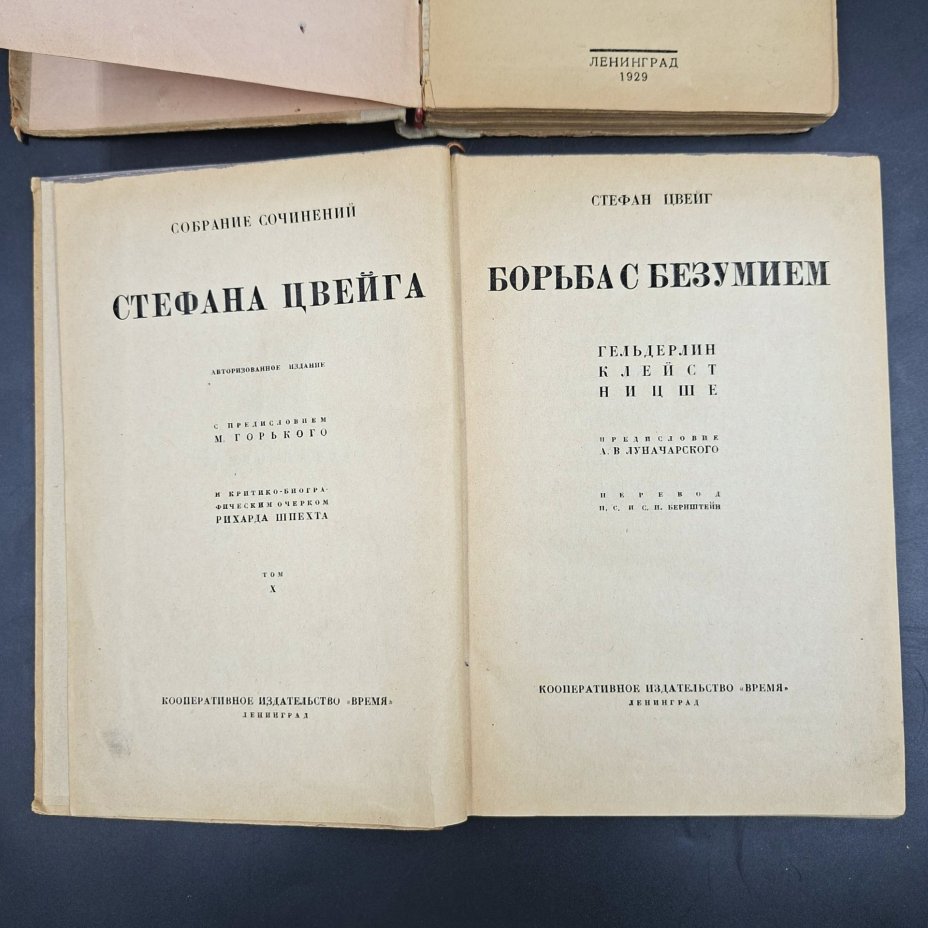 ЛЕНИНГРАД
1929
СОБРАНИЕ СОЧИНЕНИЙ
СТЕФАНА ЦВЕЙГА
АВТОРИЗОВАННОЕ ИЗДАНИЕ
С ПРЕДИСЛОВИЕМ
М. ГОРЬКОГО
И КРИТИКО-БИОГРА-
ФИЧЕСКИМ ОЧЕРКОМ
РИХАРДА ШПЕХТА
ТОМ
X
КООПЕРАТИВНОЕ ИЗДАТЕЛЬСТВО «ВРЕМЯ»
ЛЕНИНГРАД
СТЕФАН ЦВЕЙГ
БОРЬБА С БЕЗУМИЕМ
ГЕЛЬДЕРЛИН
КЛЕЙСТ
НИЦШЕ
ПРЕДИСЛОВИЕ
А. В ЛУНАЧАРСКОГО
ПЕРЕВОД
П. С. И С. И. БЕРНШТЕЙН
КООПЕРАТИВНОЕ ИЗДАТЕЛЬСТВО «ВРЕМЯ»
ЛЕНИНГРАД